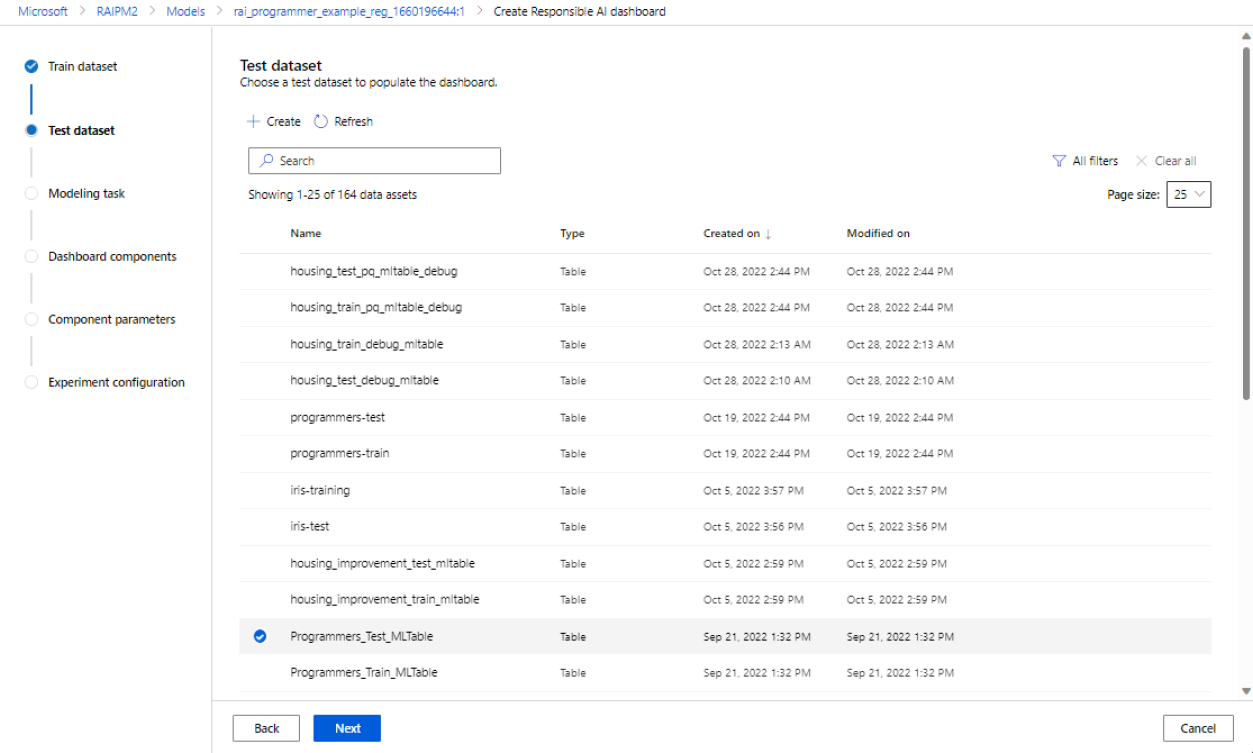 Microsoft > RAIPM2 > Models > rai_programmer_example_reg_1660196644:1 > Create Responsible AI dashboard
Train dataset
Test dataset
Modeling task
Dashboard components
Component parameters
Experiment configuration
Test dataset
Choose a test dataset to populate the dashboard.
+ Create Refresh
Search
All filters Clear all
Showing 1-25 of 164 data assets
Page size: 25
Name Type Created on ↓ Modified on
housing_test_pq_mltable_debug Table Oct 28, 2022 2:44 PM Oct 28, 2022 2:44 PM
housing_train_pq_mltable_debug Table Oct 28, 2022 2:44 PM Oct 28, 2022 2:44 PM
housing_train_debug_mltable Table Oct 28, 2022 2:13 AM Oct 28, 2022 2:13 AM
housing_test_debug_mltable Table Oct 28, 2022 2:10 AM Oct 28, 2022 2:10 AM
programmers-test Table Oct 19, 2022 2:44 PM Oct 19, 2022 2:44 PM
programmers-train Table Oct 19, 2022 2:44 PM Oct 19, 2022 2:44 PM
iris-training Table Oct 5, 2022 3:57 PM Oct 5, 2022 3:57 PM
iris-test Table Oct 5, 2022 3:56 PM Oct 5, 2022 3:56 PM
housing_improvement_test_mltable Table Oct 5, 2022 2:59 PM Oct 5, 2022 2:59 PM
housing_improvement_train_mltable Table Oct 5, 2022 2:59 PM Oct 5, 2022 2:59 PM
Programmers_Test_MLTable Table Sep 21, 2022 1:32 PM Sep 21, 2022 1:32 PM
Programmers_Train_MLTable Table Sep 21, 2022 1:32 PM Sep 21, 2022 1:32 PM
Back Next Cancel